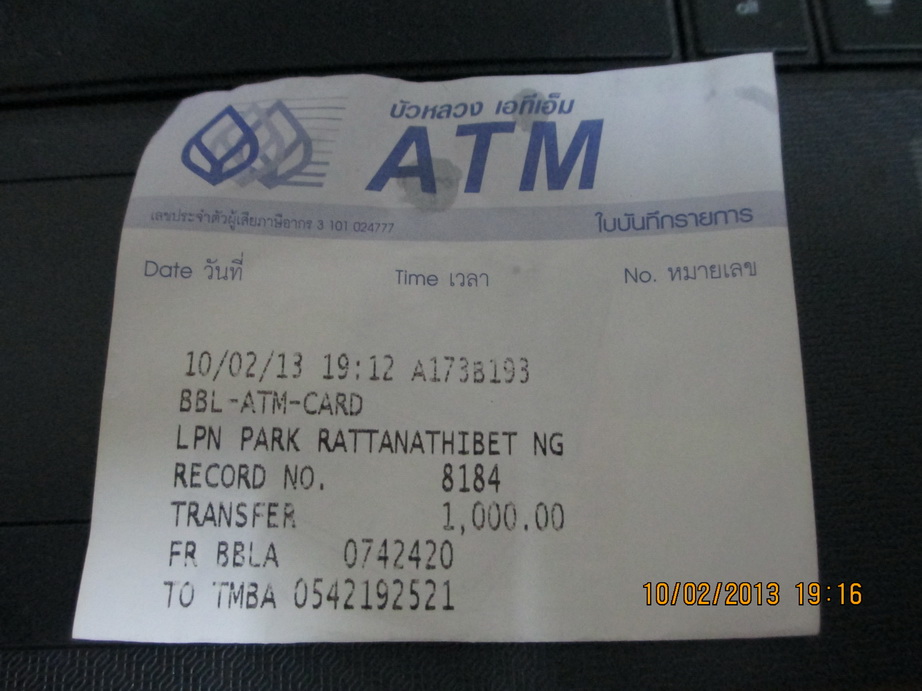 บัวหลวง เอทีเอ็ม
ATM
เลขประจำตัวผู้เสียภาษีอากร 3 101 024777
ใบบันทึกรายการ
Date วันที่ Time เวลา No. หมายเลข
10/02/13 19:12 A173B193
BBL-ATM-CARD
LPN PARK RATTANATHIBET NG
RECORD NO. 8184
TRANSFER 1,000.00
FR BBLA 0742420
TO TMBA 0542192521
10/02/2013 19:16